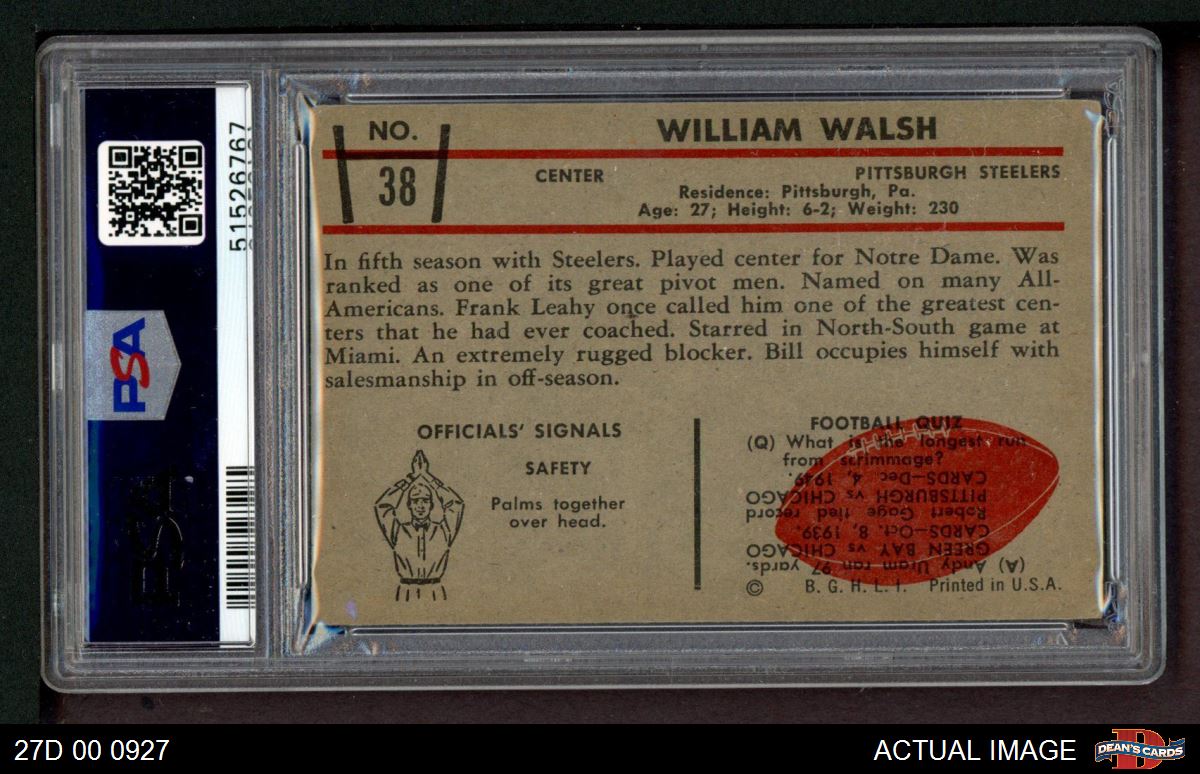 NO.
38
WILLIAM WALSH
CENTER
PITTSBURGH STEELERS
Residence: Pittsburgh, Pa.
Age: 27; Height: 6-2; Weight: 230
In fifth season with Steelers. Played center for Notre Dame. Was
ranked as one of its great pivot men. Named on many All-
Americans. Frank Leahy once called him one of the greatest cen-
ters that he had ever coached. Starred in North-South game at
Miami. An extremely rugged blocker. Bill occupies himself with
salesmanship in off-season.
OFFICIALS' SIGNALS
SAFETY
Palms together
over head.
FOOTBALL QUIZ
(Q) What is the longest run
from scrimmage?
(A) Andy Uram ran 97 yards.
GREEN BAY vs CHICAGO
CARDS—Oct. 8, 1939.
Robert Gage tied record
PITTSBURGH vs CHICAGO
CARDS—Dec. 4, 1949.
© B. G. H. L. I. Printed in U.S.A.
51526767
PSA
27D 00 0927
ACTUAL IMAGE
DEAN'S CARDS